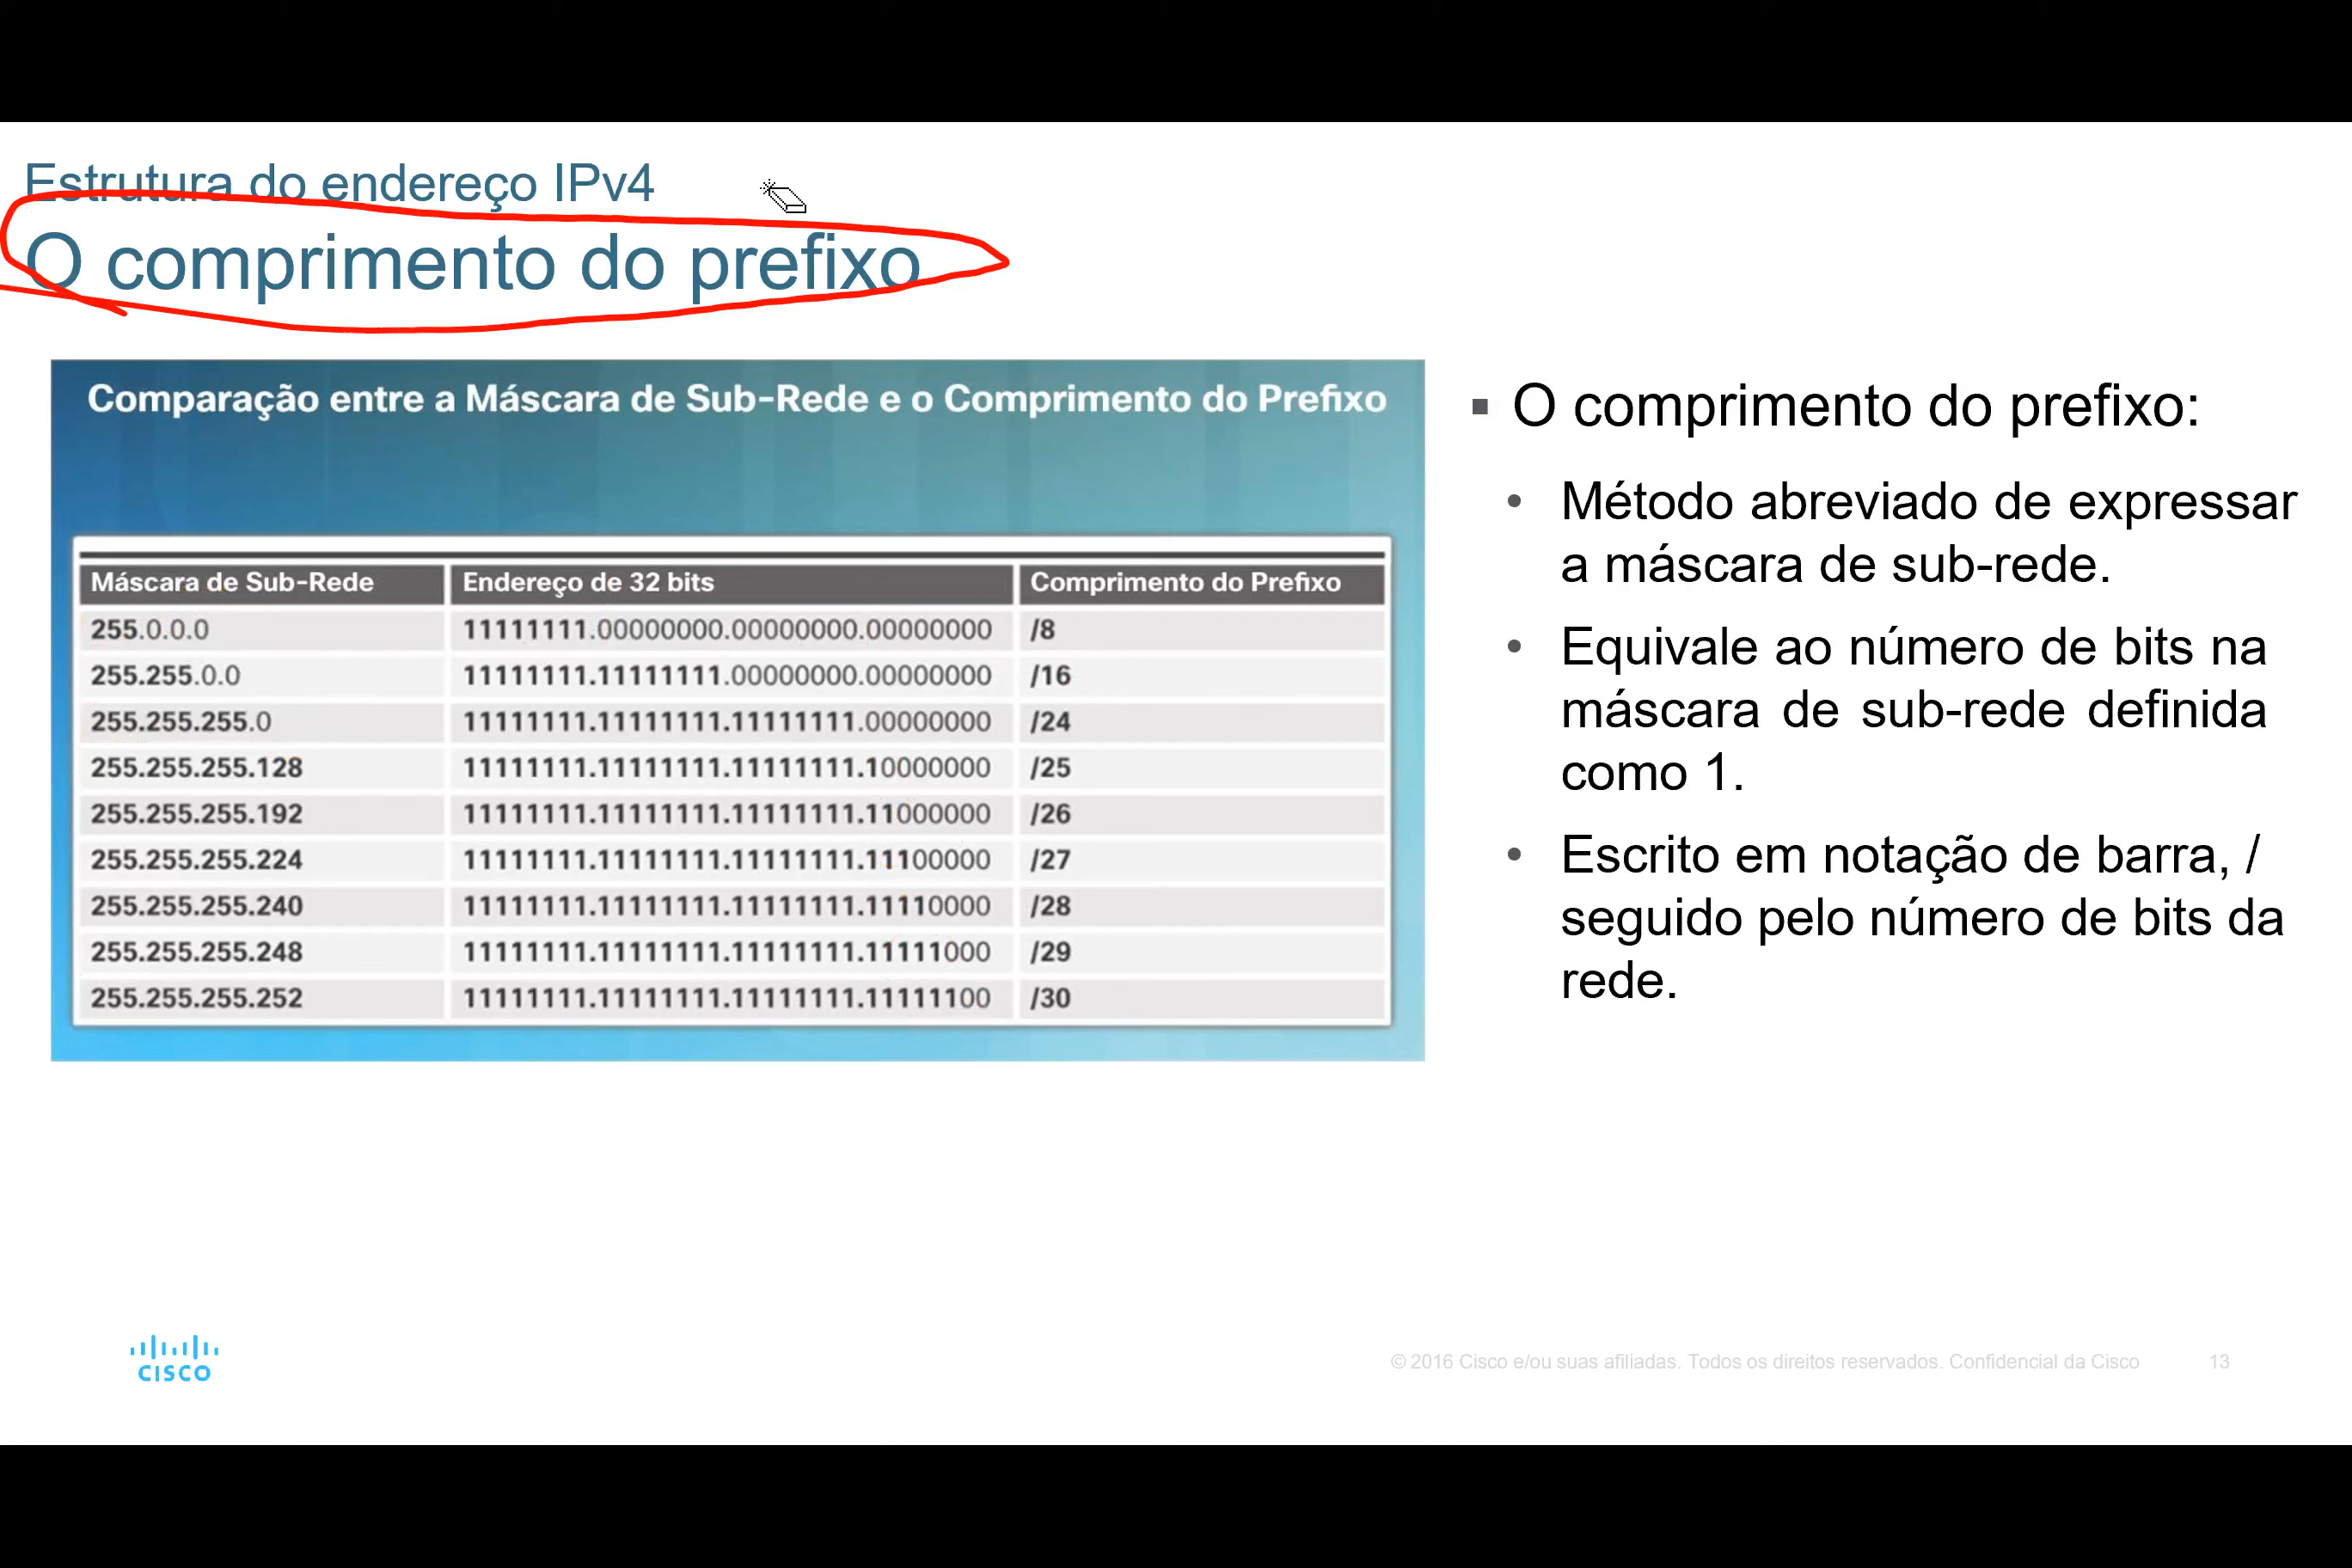 Estrutura do endereço IPv4
O comprimento do prefixo
Comparação entre a Máscara de Sub-Rede e o Comprimento do Prefixo
Máscara de Sub-Rede Endereço de 32 bits Comprimento do Prefixo
255.0.0.0 11111111.00000000.00000000.00000000 /8
255.255.0.0 11111111.11111111.00000000.00000000 /16
255.255.255.0 11111111.11111111.11111111.00000000 /24
255.255.255.128 11111111.11111111.11111111.10000000 /25
255.255.255.192 11111111.11111111.11111111.11000000 /26
255.255.255.224 11111111.11111111.11111111.11100000 /27
255.255.255.240 11111111.11111111.11111111.11110000 /28
255.255.255.248 11111111.11111111.11111111.11111000 /29
255.255.255.252 11111111.11111111.11111111.11111100 /30
▪ O comprimento do prefixo:
• Método abreviado de expressar
a máscara de sub-rede.
• Equivale ao número de bits na
máscara de sub-rede definida
como 1.
• Escrito em notação de barra, /
seguido pelo número de bits da
rede.
CISCO
© 2016 Cisco e/ou suas afiliadas. Todos os direitos reservados. Confidencial da Cisco 13